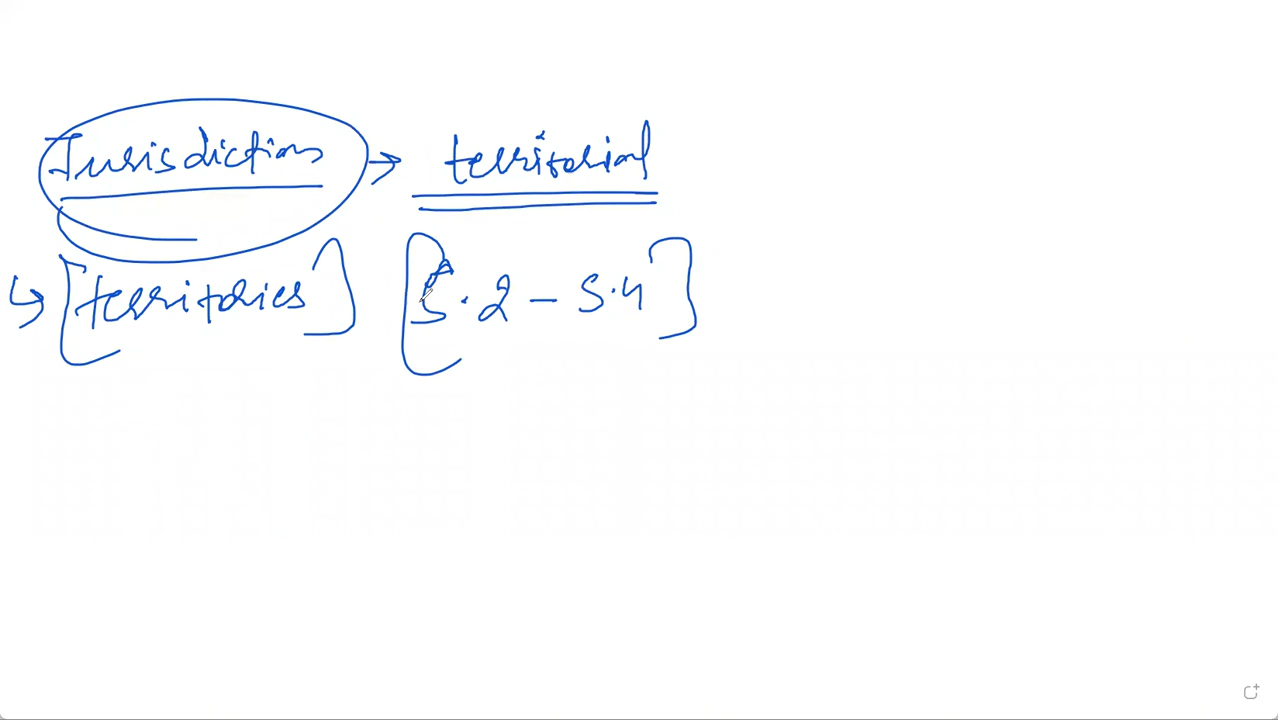 Jurisdiction → territorial
↳ [territories] [S.2 - S.4]